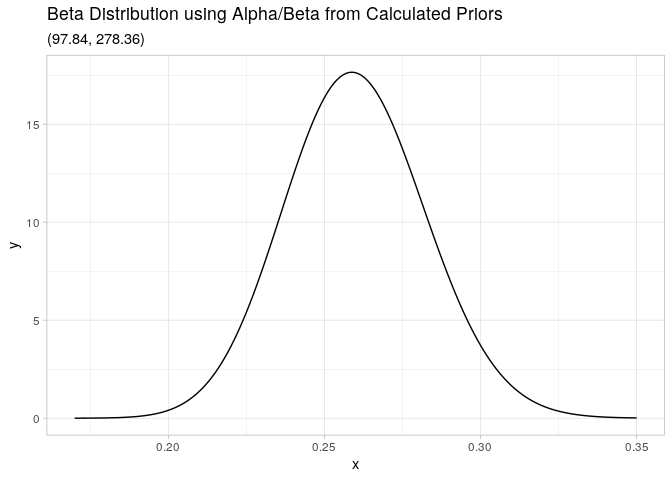 Beta Distribution using Alpha/Beta from Calculated Priors
(97.84, 278.36)
15
10
5
0
y
0.20 0.25 0.30 0.35
x